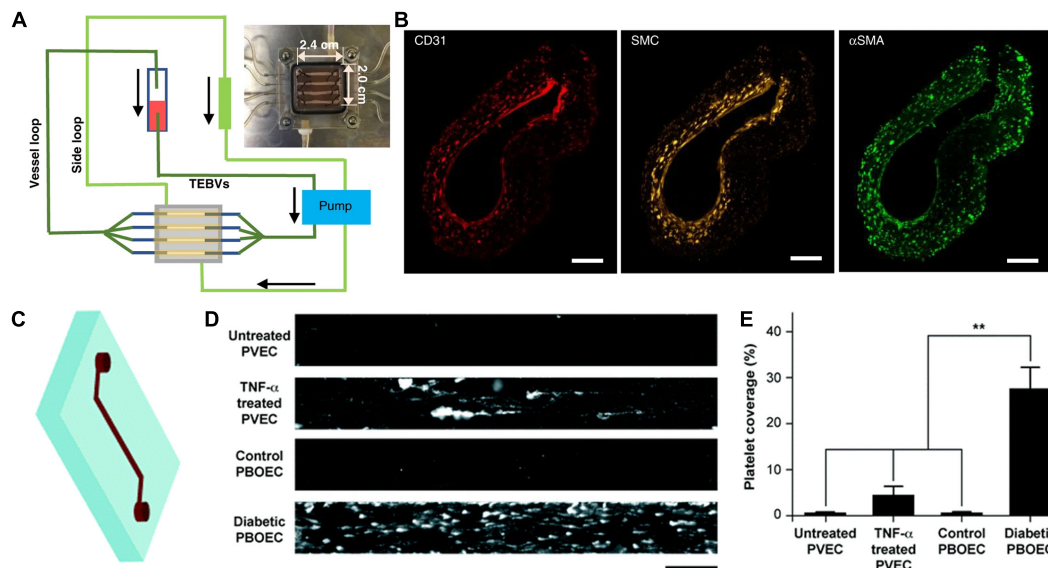 A
2.4 cm
2.0 cm
Vessel loop
Side loop
TEBVs
Pump
B
CD31
SMC
αSMA
C
D
Untreated
PVEC
TNF-α
treated
PVEC
Control
PBOEC
Diabetic
PBOEC
E
**
Platelet coverage (%)
40
30
20
10
0
Untreated
PVEC
TNF-α
treated
PVEC
Control
PBOEC
Diabetic
PBOEC